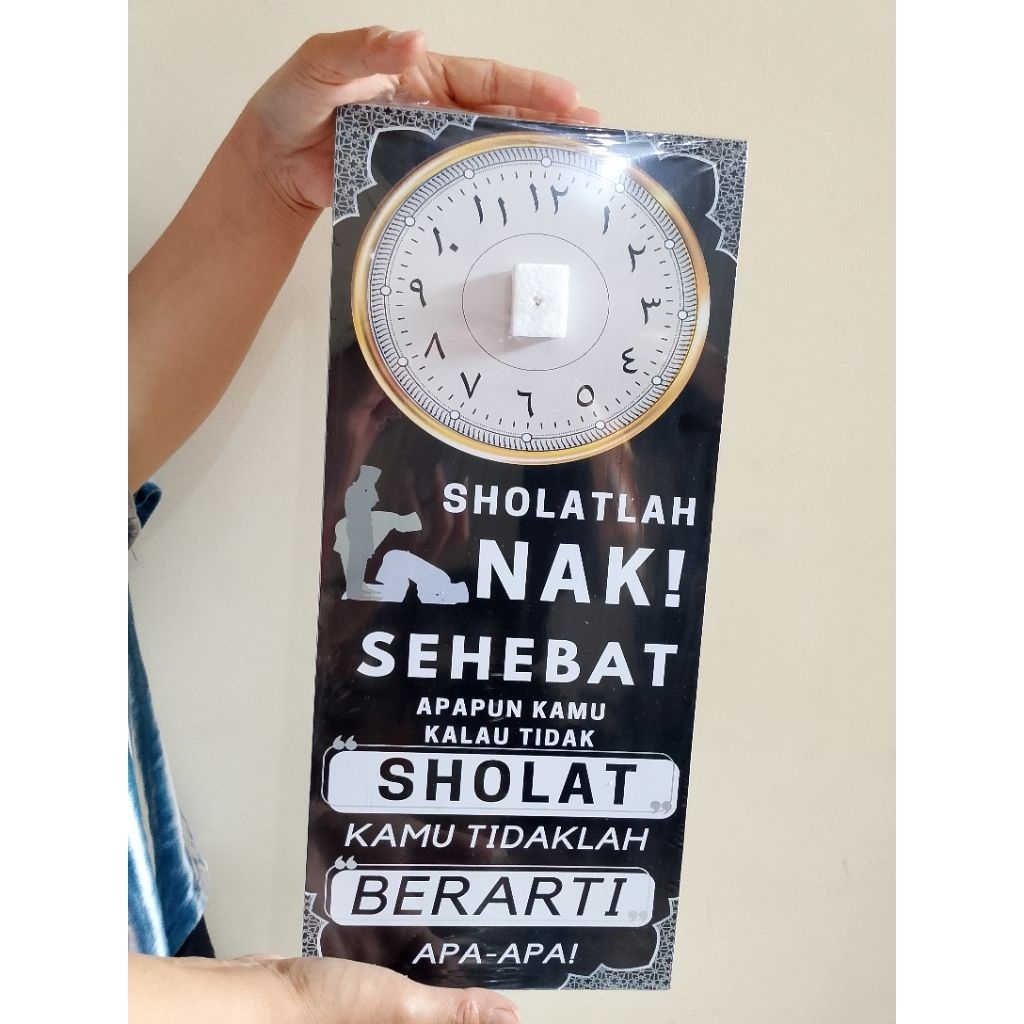 ١٢
١
٢
٣
٤
٥
٦
٧
٨
٩
١٠
١١
SHOLATLAH
NAK!
SEHEBAT
APAPUN KAMU
KALAU TIDAK
“SHOLAT”
KAMU TIDAKLAH
“BERARTI”
APA-APA!